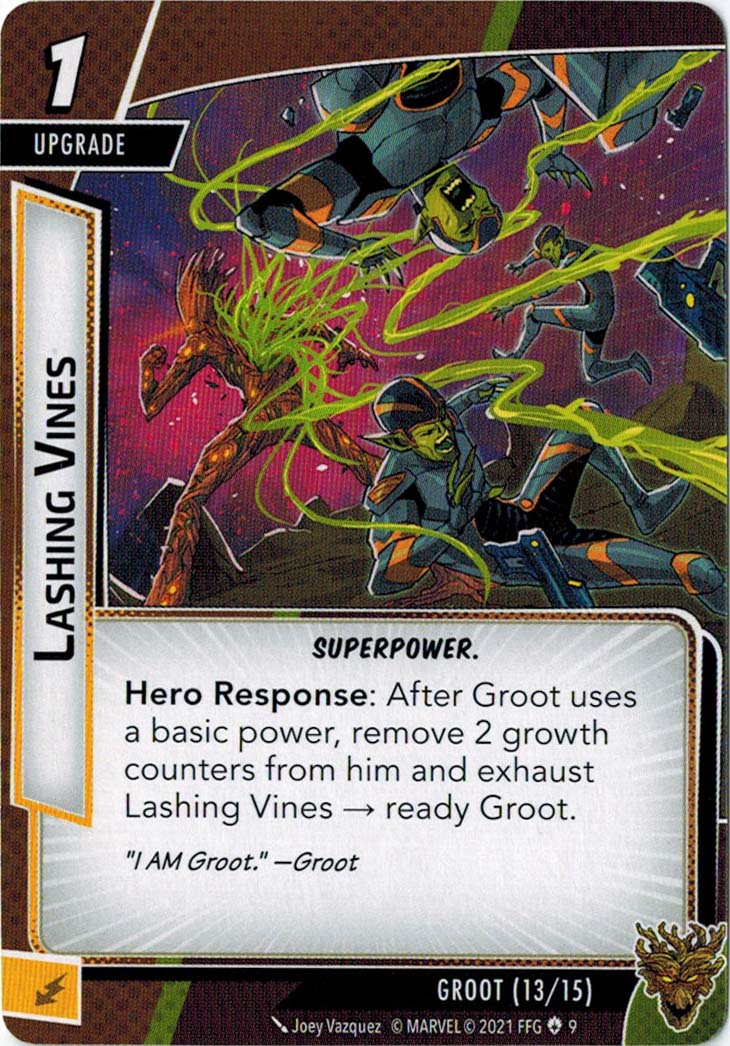 1
UPGRADE
LASHING VINES
SUPERPOWER.
Hero Response: After Groot uses
a basic power, remove 2 growth
counters from him and exhaust
Lashing Vines → ready Groot.
"I AM Groot." —Groot
GROOT (13/15)
Joey Vazquez © MARVEL © 2021 FFG 9